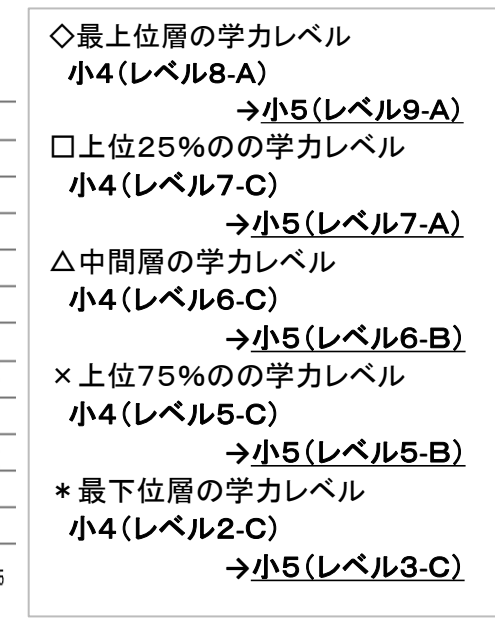 ◇最上位層の学力レベル
小4(レベル8-A)
→小5(レベル9-A)
□上位25%のの学力レベル
小4(レベル7-C)
→小5(レベル7-A)
△中間層の学力レベル
小4(レベル6-C)
→小5(レベル6-B)
×上位75%のの学力レベル
小4(レベル5-C)
→小5(レベル5-B)
*最下位層の学力レベル
小4(レベル2-C)
→小5(レベル3-C)